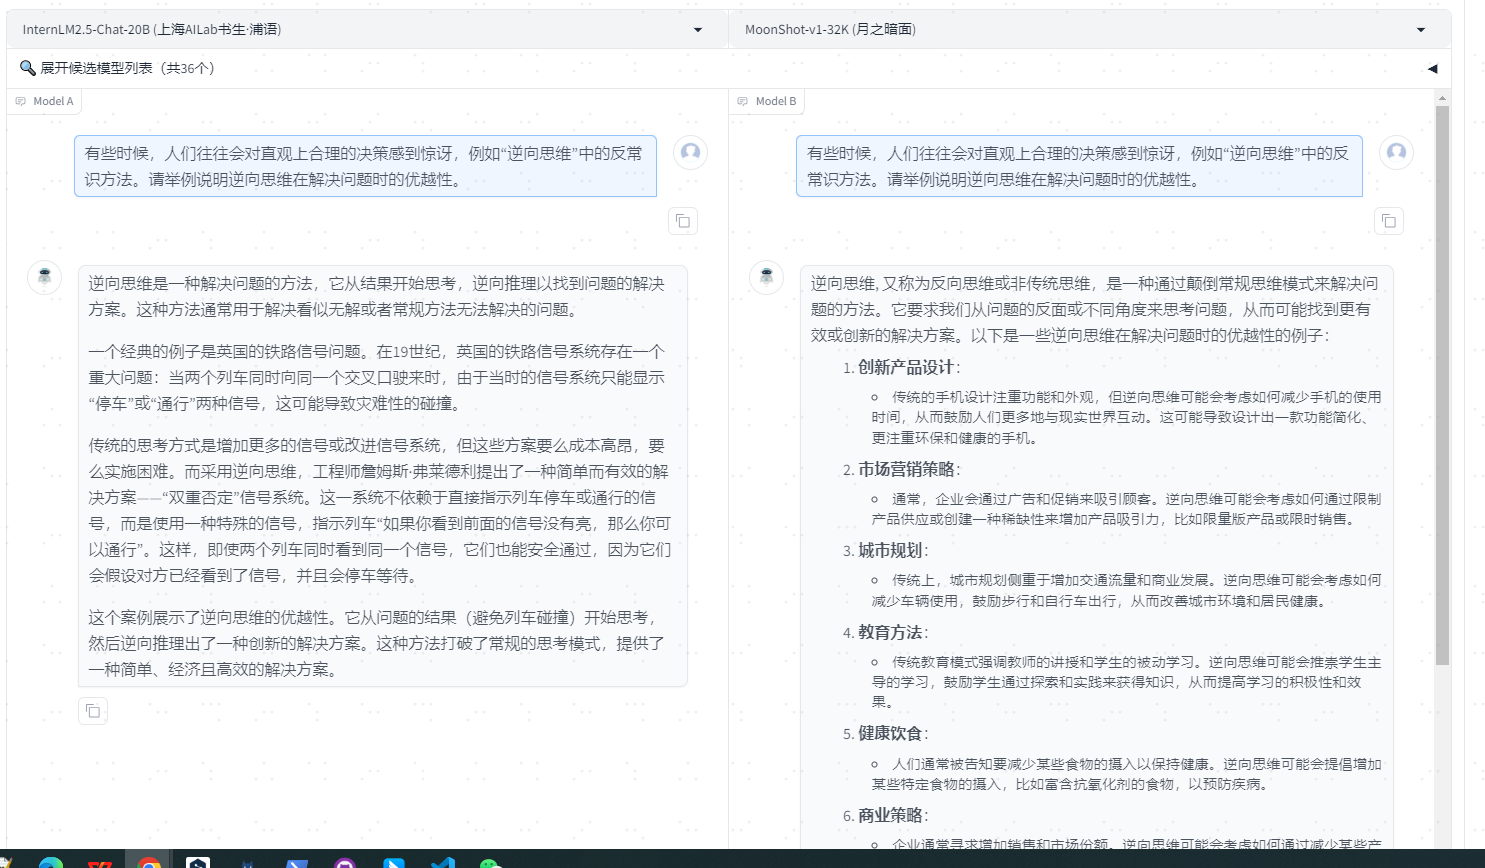 InternLM2.5-Chat-20B (上海AILab书生·浦语)
MoonShot-v1-32K (月之暗面)
展开候选模型列表（共36个）
Model A
有些时候，人们往往会对直观上合理的决策感到惊讶，例如“逆向思维”中的反常
识方法。请举例说明逆向思维在解决问题时的优越性。
逆向思维是一种解决问题的方法，它从结果开始思考，逆向推理以找到问题的解决
方案。这种方法通常用于解决看似无解或者常规方法无法解决的问题。
一个经典的例子是英国的铁路信号问题。在19世纪，英国的铁路信号系统存在一个
重大问题：当两个列车同时向同一个交叉口驶来时，由于当时的信号系统只能显示
“停车”或“通行”两种信号，这可能导致灾难性的碰撞。
传统的思考方式是增加更多的信号或改进信号系统，但这些方案要么成本高昂，要
么实施困难。而采用逆向思维，工程师詹姆斯·弗莱德利提出了一种简单而有效的解
决方案——“双重否定”信号系统。这一系统不依赖于直接指示列车停车或通行的信
号，而是使用一种特殊的信号，指示列车“如果你看到前面的信号没有亮，那么你可
以通行”。这样，即使两个列车同时看到同一个信号，它们也能安全通过，因为它们
会假设对方已经看到了信号，并且会停车等待。
这个案例展示了逆向思维的优越性。它从问题的结果（避免列车碰撞）开始思考，
然后逆向推理出了一种创新的解决方案。这种方法打破了常规的思考模式，提供了
一种简单、经济且高效的解决方案。
Model B
有些时候，人们往往会对直观上合理的决策感到惊讶，例如“逆向思维”中的反
常识方法。请举例说明逆向思维在解决问题时的优越性。
逆向思维,又称为反向思维或非传统思维，是一种通过颠倒常规思维模式来解决问
题的方法。它要求我们从问题的反面或不同角度来思考问题，从而可能找到更有
效或创新的解决方案。以下是一些逆向思维在解决问题时的优越性的例子：
1. 创新产品设计：
传统的手机设计注重功能和外观，但逆向思维可能会考虑如何减少手机的使用
时间，从而鼓励人们更多地与现实世界互动。这可能导致设计出一款功能简化、
更注重环保和健康的手机。
2. 市场营销策略：
通常，企业会通过广告和促销来吸引顾客。逆向思维可能会考虑如何通过限制
产品供应或创建一种稀缺性来增加产品吸引力，比如限量版产品或限时销售。
3. 城市规划：
传统上，城市规划侧重于增加交通流量和商业发展。逆向思维可能会考虑如何
减少车辆使用，鼓励步行和自行车出行，从而改善城市环境和居民健康。
4. 教育方法：
传统教育模式强调教师的讲授和学生的被动学习。逆向思维可能会推崇学生主
导的学习，鼓励学生通过探索和实践来获得知识，从而提高学习的积极性和效
果。
5. 健康饮食：
人们通常被告知要减少某些食物的摄入以保持健康。逆向思维可能会提倡增加
某些特定食物的摄入，比如富含抗氧化剂的食物，以预防疾病。
6. 商业策略：
企业通常寻求增加销售和市场份额。逆向思维可能会考虑如何通过减少某些产